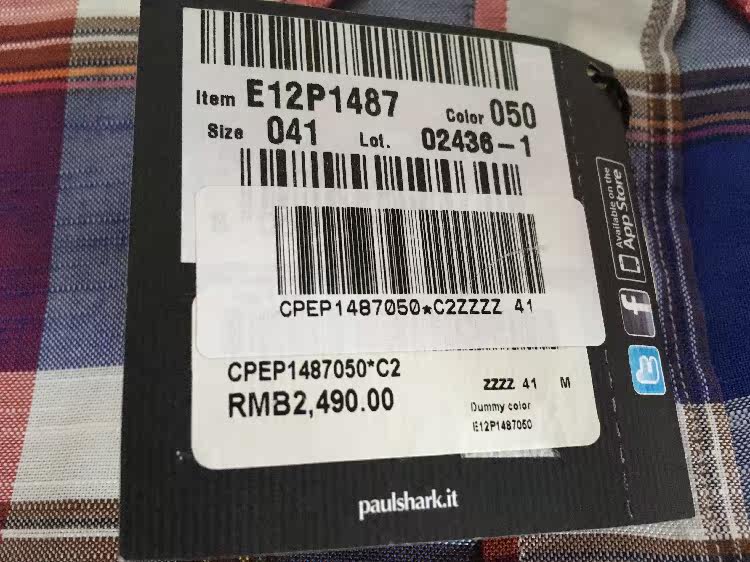 Item E12P1487 Color 050
Size 041 Lot. 02436-1
CPEP1487050*C2ZZZZ 41
CPEP1487050*C2
ZZZZ 41 M
RMB2,490.00
Dummy color
E12P1487050
paulshark.it
Available on the
App Store
f